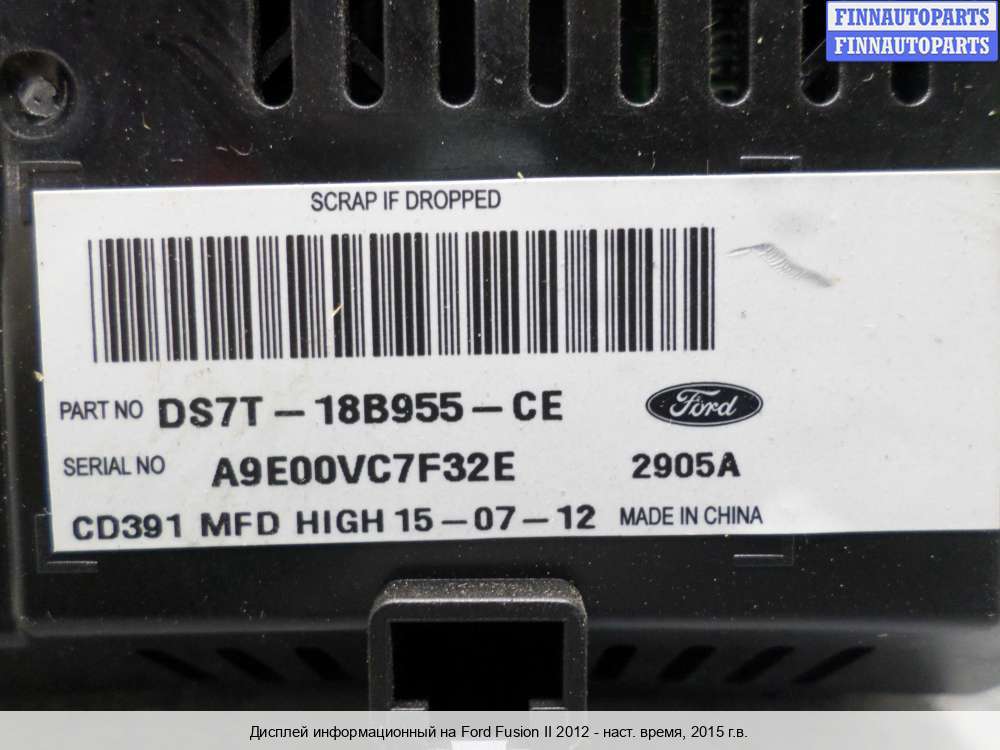 FINNAUTOPARTS
FINNAUTOPARTS
SCRAP IF DROPPED
PART NO DS7T-18B955-CE
Ford
SERIAL NO A9E00VC7F32E 2905A
CD391 MFD HIGH 15-07-12 MADE IN CHINA
Дисплей информационный на Ford Fusion II 2012 - наст. время, 2015 г.в.